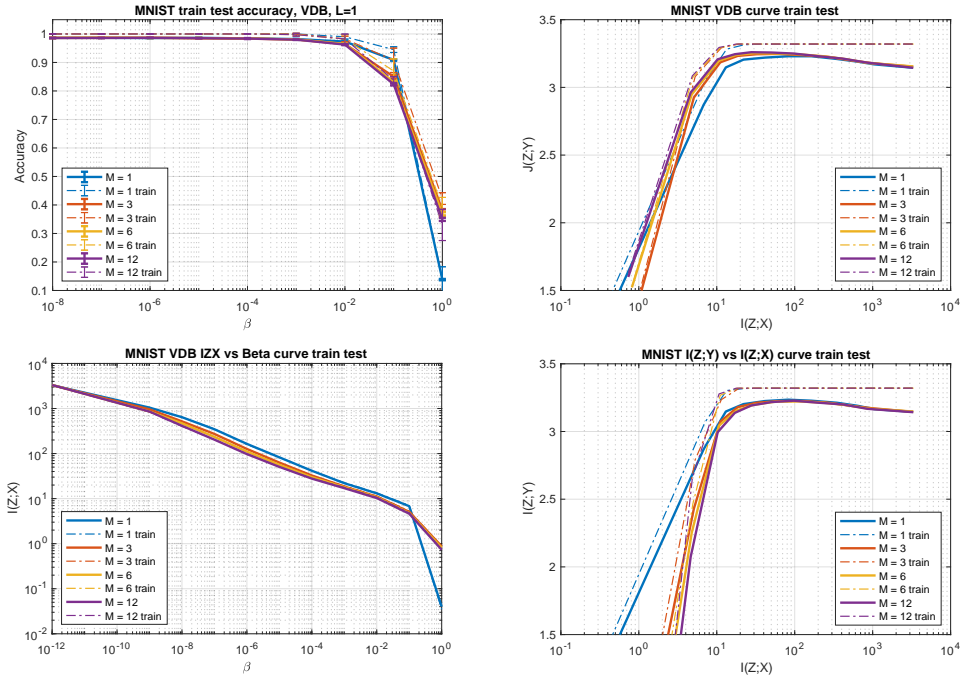 MNIST train test accuracy, VDB, L=1
1
0.9
0.8
0.7
0.6
0.5
0.4
0.3
0.2
0.1
Accuracy
M = 1
M = 1 train
M = 3
M = 3 train
M = 6
M = 6 train
M = 12
M = 12 train
10^-8
10^-6
10^-4
10^-2
10^0
β
MNIST VDB curve train test
3.5
3
2.5
2
1.5
J(Z;Y)
M = 1
M = 1 train
M = 3
M = 3 train
M = 6
M = 6 train
M = 12
M = 12 train
10^-1
10^0
10^1
10^2
10^3
10^4
I(Z;X)
MNIST VDB IZX vs Beta curve train test
10^4
10^3
10^2
10^1
10^0
10^-1
10^-2
I(Z;X)
M = 1
M = 1 train
M = 3
M = 3 train
M = 6
M = 6 train
M = 12
M = 12 train
10^-12
10^-10
10^-8
10^-6
10^-4
10^-2
10^0
β
MNIST I(Z;Y) vs I(Z;X) curve train test
3.5
3
2.5
2
1.5
I(Z;Y)
M = 1
M = 1 train
M = 3
M = 3 train
M = 6
M = 6 train
M = 12
M = 12 train
10^-1
10^0
10^1
10^2
10^3
10^4
I(Z;X)